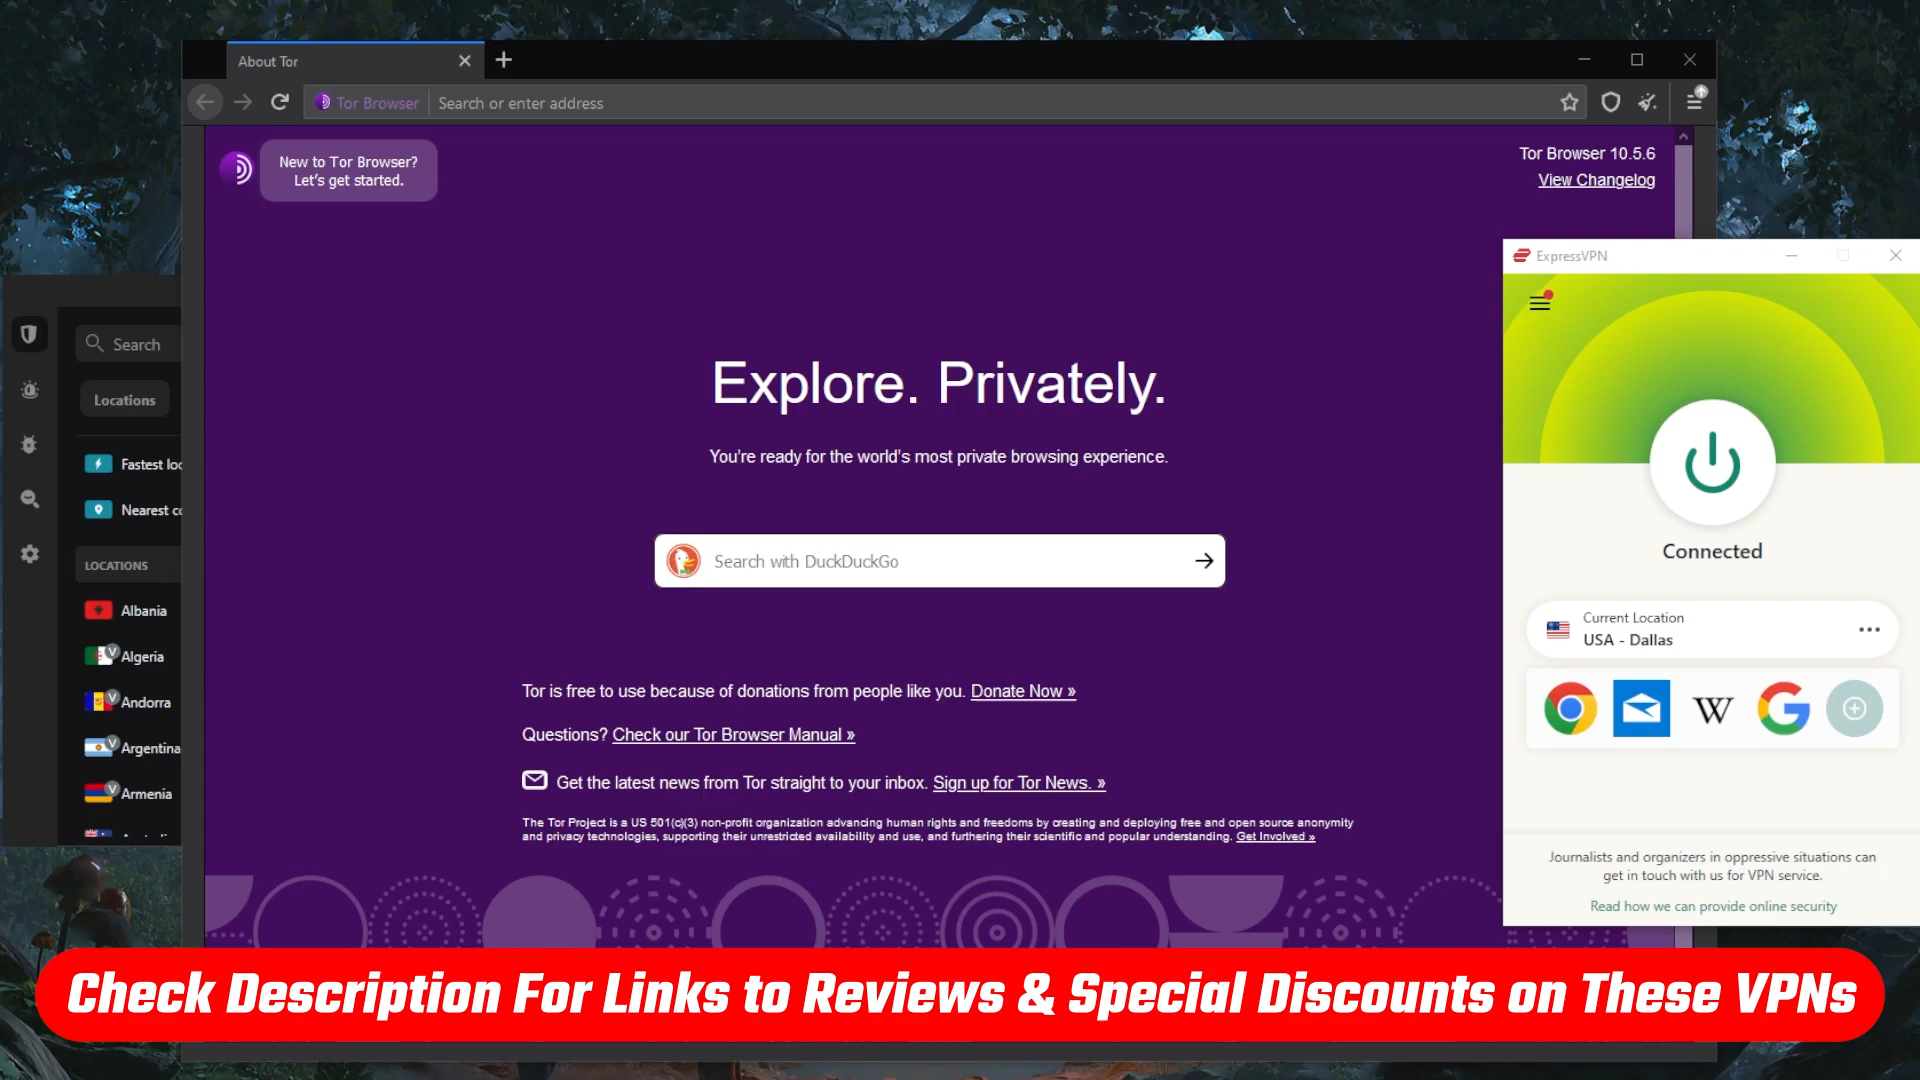 About Tor
Tor Browser
Search or enter address
New to Tor Browser?
Let's get started.
Tor Browser 10.5.6
View Changelog
ExpressVPN
Search
Locations
Fastest
Nearest
LOCATIONS
Albania
Algeria
Andorra
Argentina
Armenia
Explore. Privately.
You're ready for the world's most private browsing experience.
Search with DuckDuckGo
Tor is free to use because of donations from people like you. Donate Now »
Questions? Check our Tor Browser Manual »
Get the latest news from Tor straight to your inbox. Sign up for Tor News. »
The Tor Project is a US 501(c)(3) non-profit organization advancing human rights and freedoms by creating and deploying free and open source anonymity
and privacy technologies, supporting their unrestricted availability and use, and furthering their scientific and popular understanding. Get Involved »
Connected
Current Location
USA - Dallas
W
Journalists and organizers in oppressive situations can
get in touch with us for VPN service.
Read how we can provide online security
Check Description For Links to Reviews & Special Discounts on These VPNs